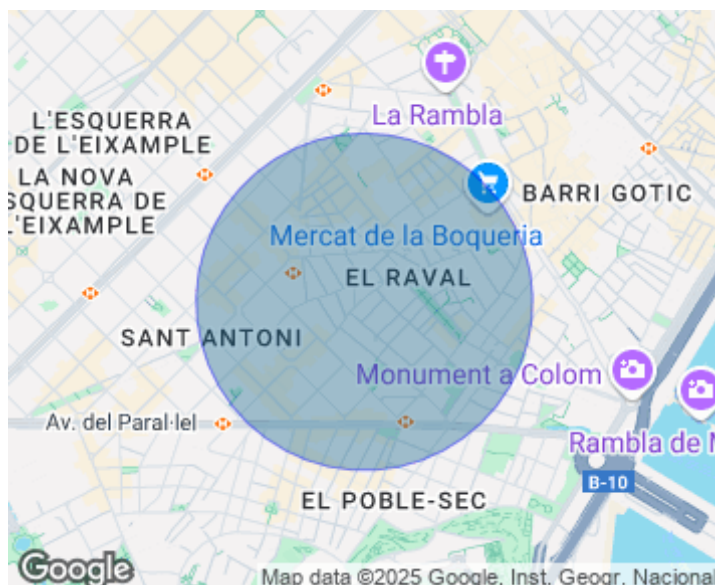 La Rambla
L'ESQUERRA
DE L'EIXAMPLE
LA NOVA
SQUERRA DE
L'EIXAMPLE
BARRI GOTIC
Mercat de la Boqueria
EL RAVAL
SANT ANTONI
Monument a Colom
Av. del Paral·lel
Rambla de M
B-10
EL POBLE-SEC
Google
Map data ©2025 Google, Inst. Geogr. Nacional